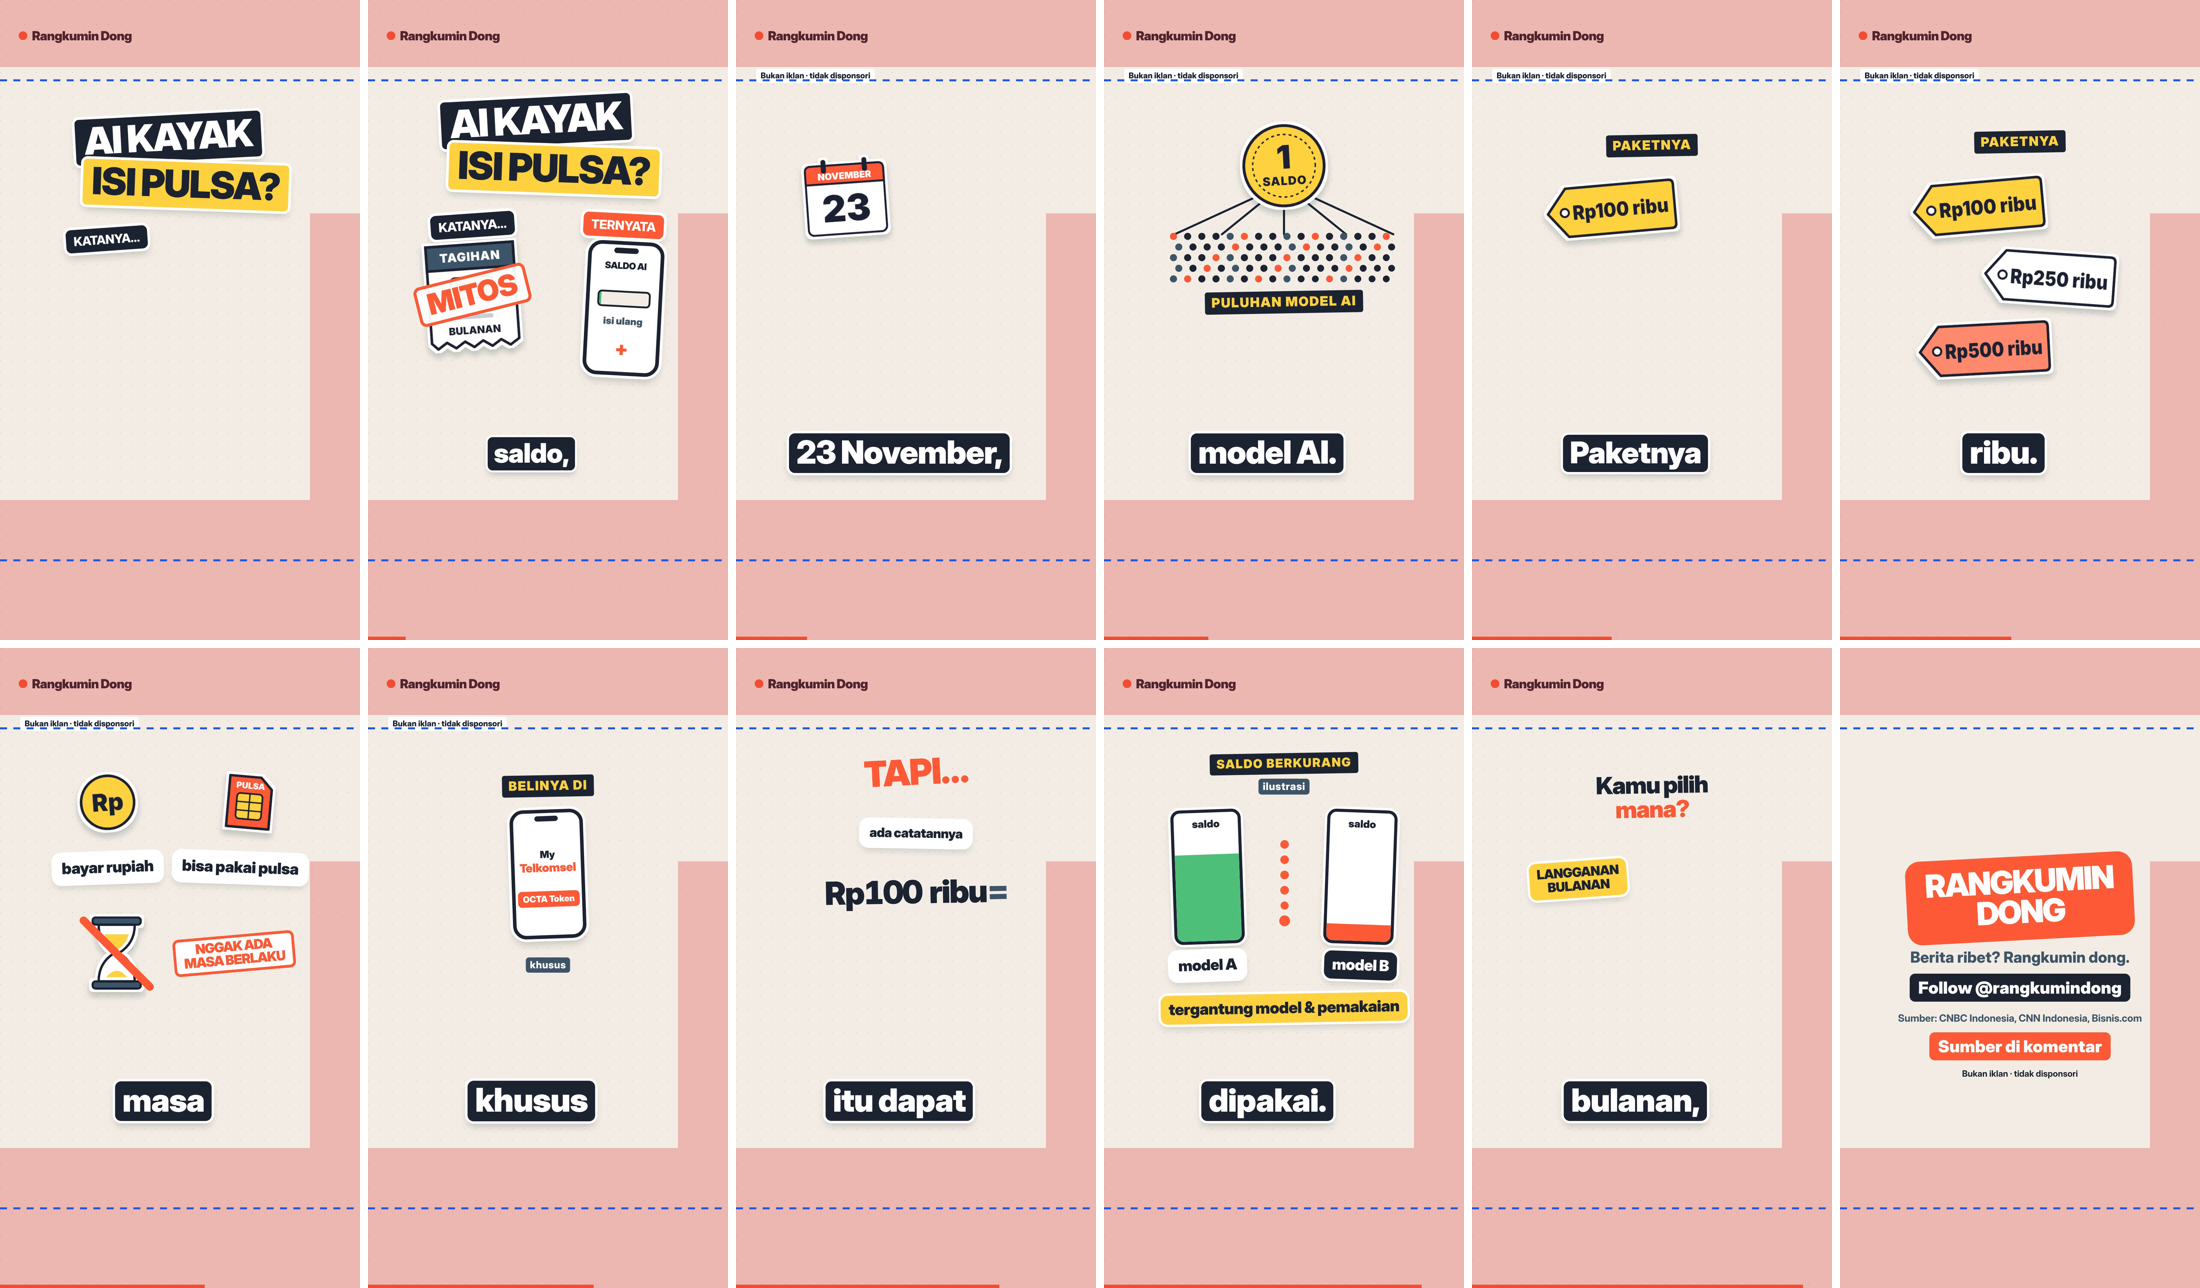 Rangkumin Dong
AI KAYAK
ISI PULSA?
KATANYA...
Rangkumin Dong
AI KAYAK
ISI PULSA?
KATANYA...
TERNYATA
TAGIHAN
MITOS
BULANAN
SALDO AI
isi ulang
+
saldo,
Rangkumin Dong
Bukan iklan · tidak disponsori
NOVEMBER
23
23 November,
Rangkumin Dong
Bukan iklan · tidak disponsori
1
SALDO
PULUHAN MODEL AI
model AI.
Rangkumin Dong
Bukan iklan · tidak disponsori
PAKETNYA
Rp100 ribu
Paketnya
Rangkumin Dong
Bukan iklan · tidak disponsori
PAKETNYA
Rp100 ribu
Rp250 ribu
Rp500 ribu
ribu.
Rangkumin Dong
Bukan iklan · tidak disponsori
Rp
PULSA
bayar rupiah
bisa pakai pulsa
NGGAK ADA
MASA BERLAKU
masa
Rangkumin Dong
Bukan iklan · tidak disponsori
BELINYA DI
My
Telkomsel
OCTA Token
khusus
khusus
Rangkumin Dong
TAPI...
ada catatannya
Rp100 ribu=
itu dapat
Rangkumin Dong
SALDO BERKURANG
ilustrasi
saldo
saldo
model A
model B
tergantung model & pemakaian
dipakai.
Rangkumin Dong
Kamu pilih
mana?
LANGGANAN
BULANAN
bulanan,
RANGKUMIN
DONG
Berita ribet? Rangkumin dong.
Follow @rangkumindong
Sumber: CNBC Indonesia, CNN Indonesia, Bisnis.com
Sumber di komentar
Bukan iklan · tidak disponsori